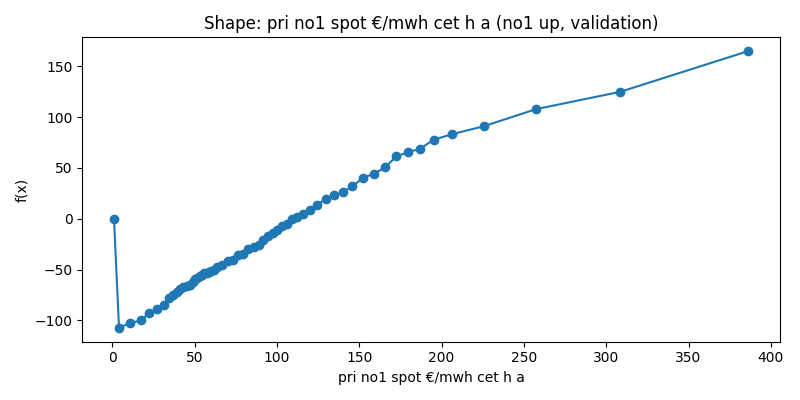 Shape: pri no1 spot €/mwh cet h a (no1 up, validation)
f(x)
150
100
50
0
−50
−100
0 50 100 150 200 250 300 350 400
pri no1 spot €/mwh cet h a